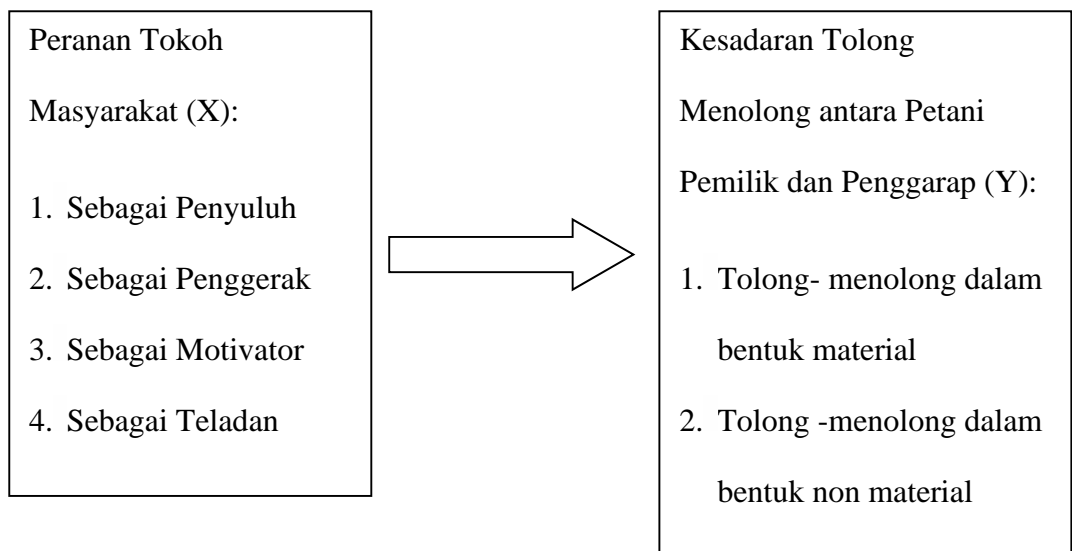 Peranan Tokoh
Masyarakat (X):
1. Sebagai Penyuluh
2. Sebagai Penggerak
3. Sebagai Motivator
4. Sebagai Teladan
Kesadaran Tolong
Menolong antara Petani
Pemilik dan Penggarap (Y):
1. Tolong- menolong dalam
bentuk material
2. Tolong -menolong dalam
bentuk non material